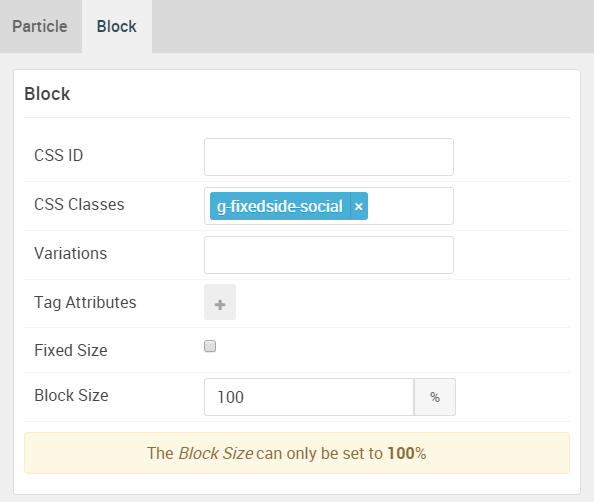 Particle Block
Block
CSS ID
CSS Classes g-fixedside-social ×
Variations
Tag Attributes +
Fixed Size
Block Size 100 %
The Block Size can only be set to 100%